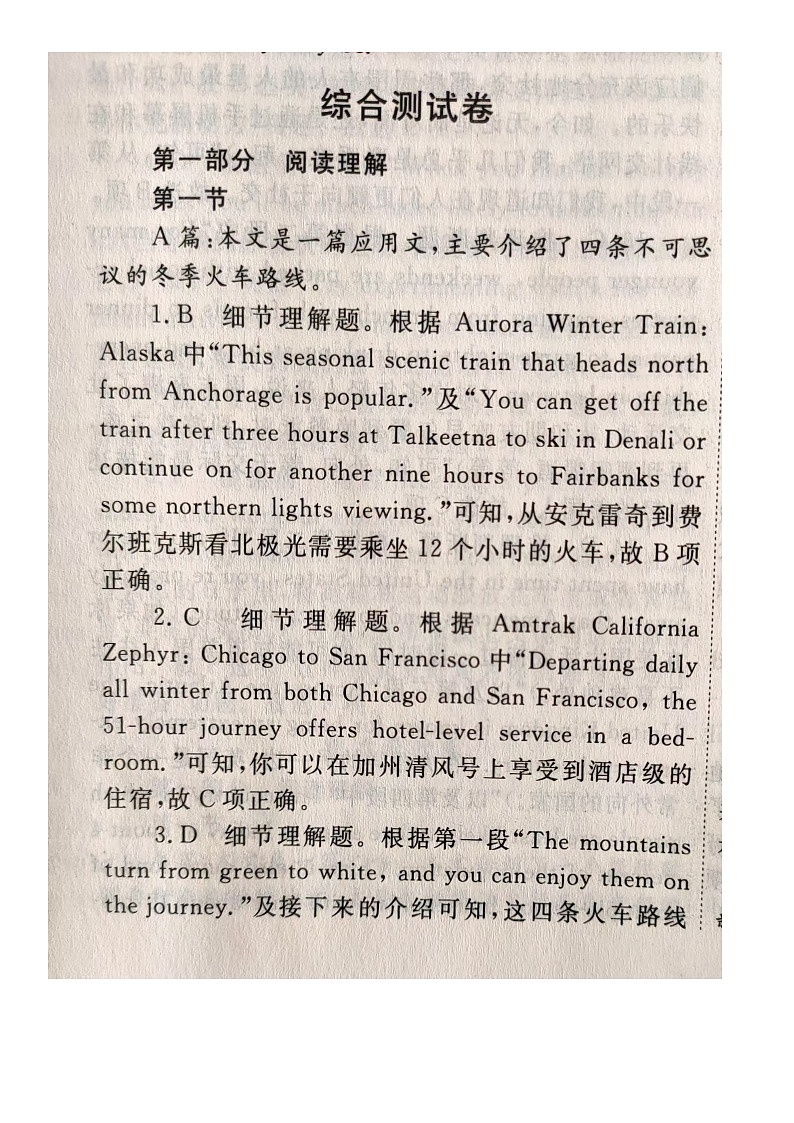 综合测试卷
第一部分 阅读理解
第一节
A 篇:本文是一篇应用文,主要介绍了四条不可思
议的冬季火车路线。
1. B 细节理解题。根据 Aurora Winter Train:
Alaska 中“This seasonal scenic train that heads north
from Anchorage is popular.”及“You can get off the
train after three hours at Talkeetna to ski in Denali or
continue on for another nine hours to Fairbanks for
some northern lights viewing.”可知,从安克雷奇到费
尔班克斯看北极光需要乘坐 12 个小时的火车,故 B 项
正确。
2. C 细节理解题。根据 Amtrak California
Zephyr: Chicago to San Francisco 中“Departing daily
all winter from both Chicago and San Francisco, the
51-hour journey offers hotel-level service in a bed-
room.”可知,你可以在加州清风号上享受到酒店级的
住宿,故 C 项正确。
3. D 细节理解题。根据第一段“The mountains
turn from green to white, and you can enjoy them on
the journey.”及接下来的介绍可知,这四条火车路线